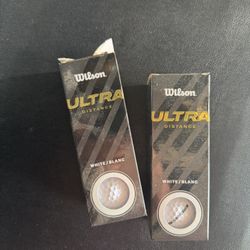 Wilson
ULTRA
DISTANCE
WHITE/BLANC
Wilson
ULTRA
DISTANCE
WHITE/BLANC